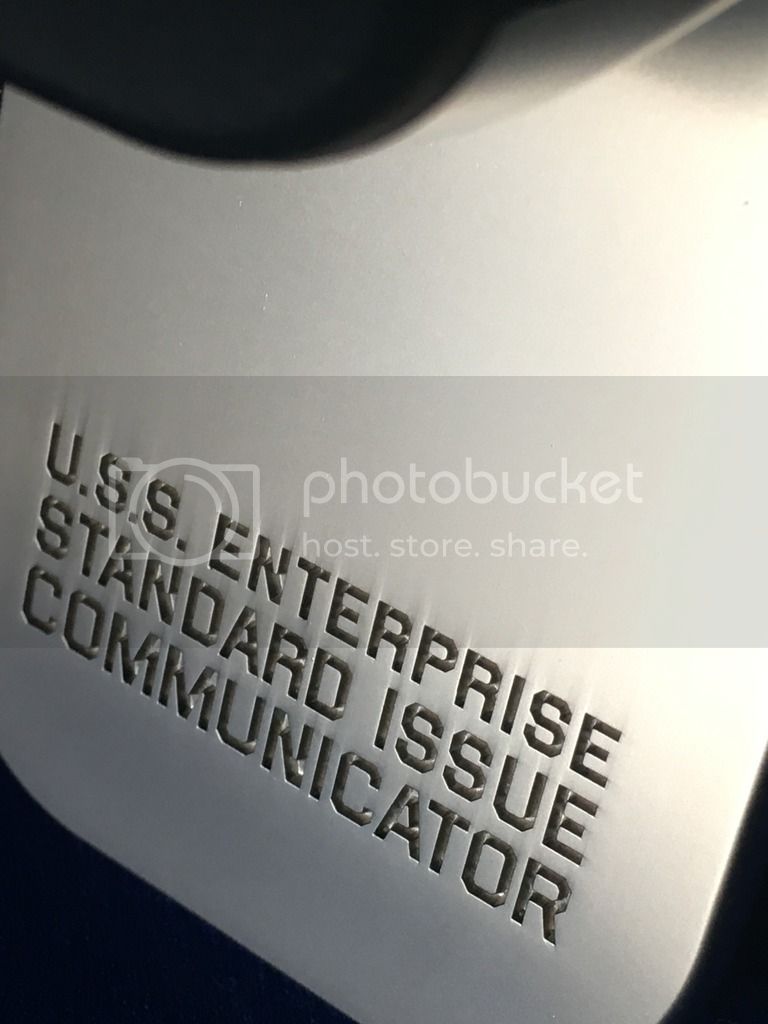 U.S.S. ENTERPRISE
STANDARD ISSUE
COMMUNICATOR
photobucket
host. store. share.